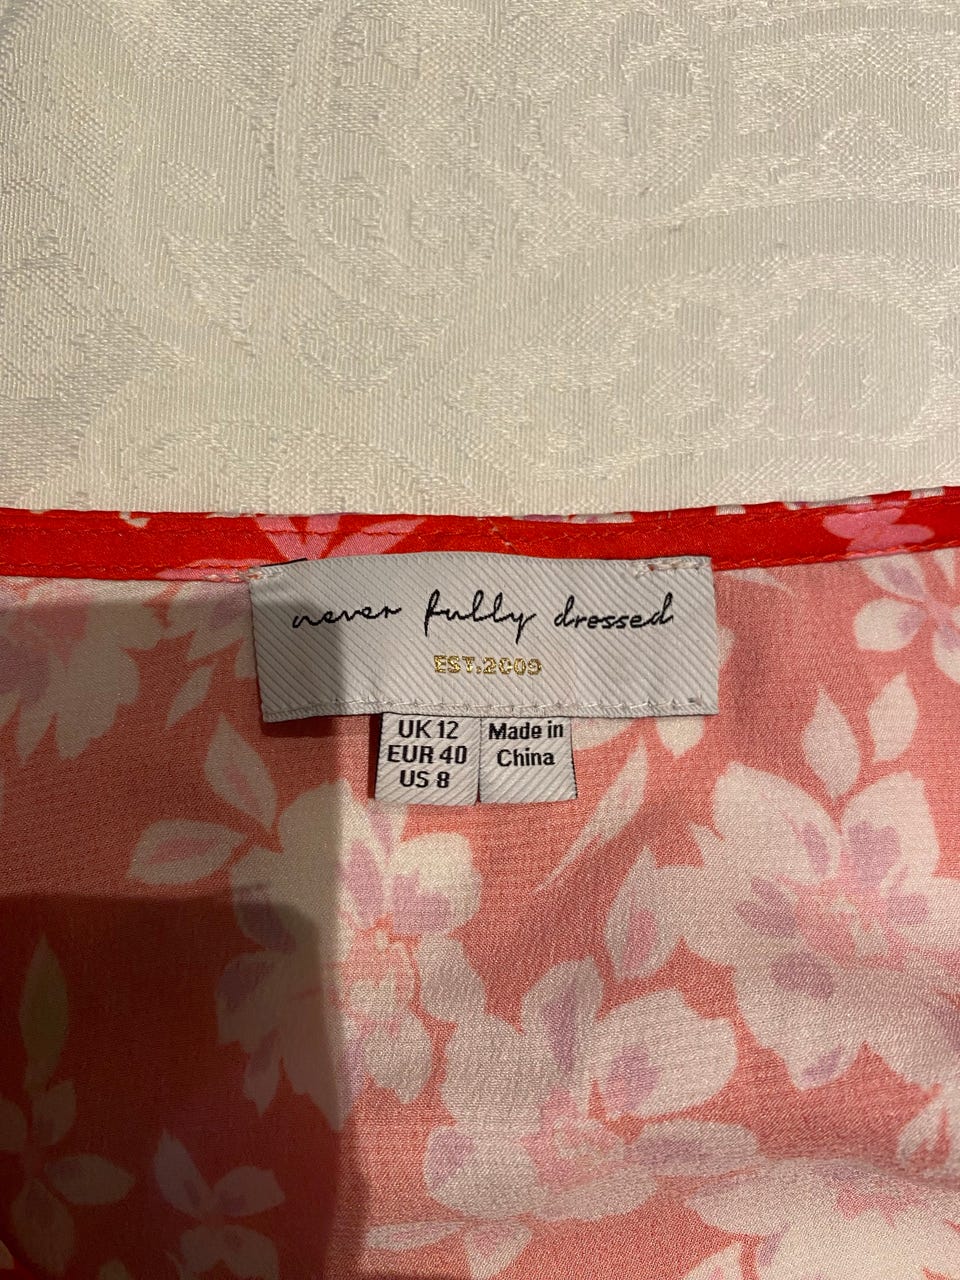 never fully dressed
EST.2009
UK 12
EUR 40
US 8
Made in
China